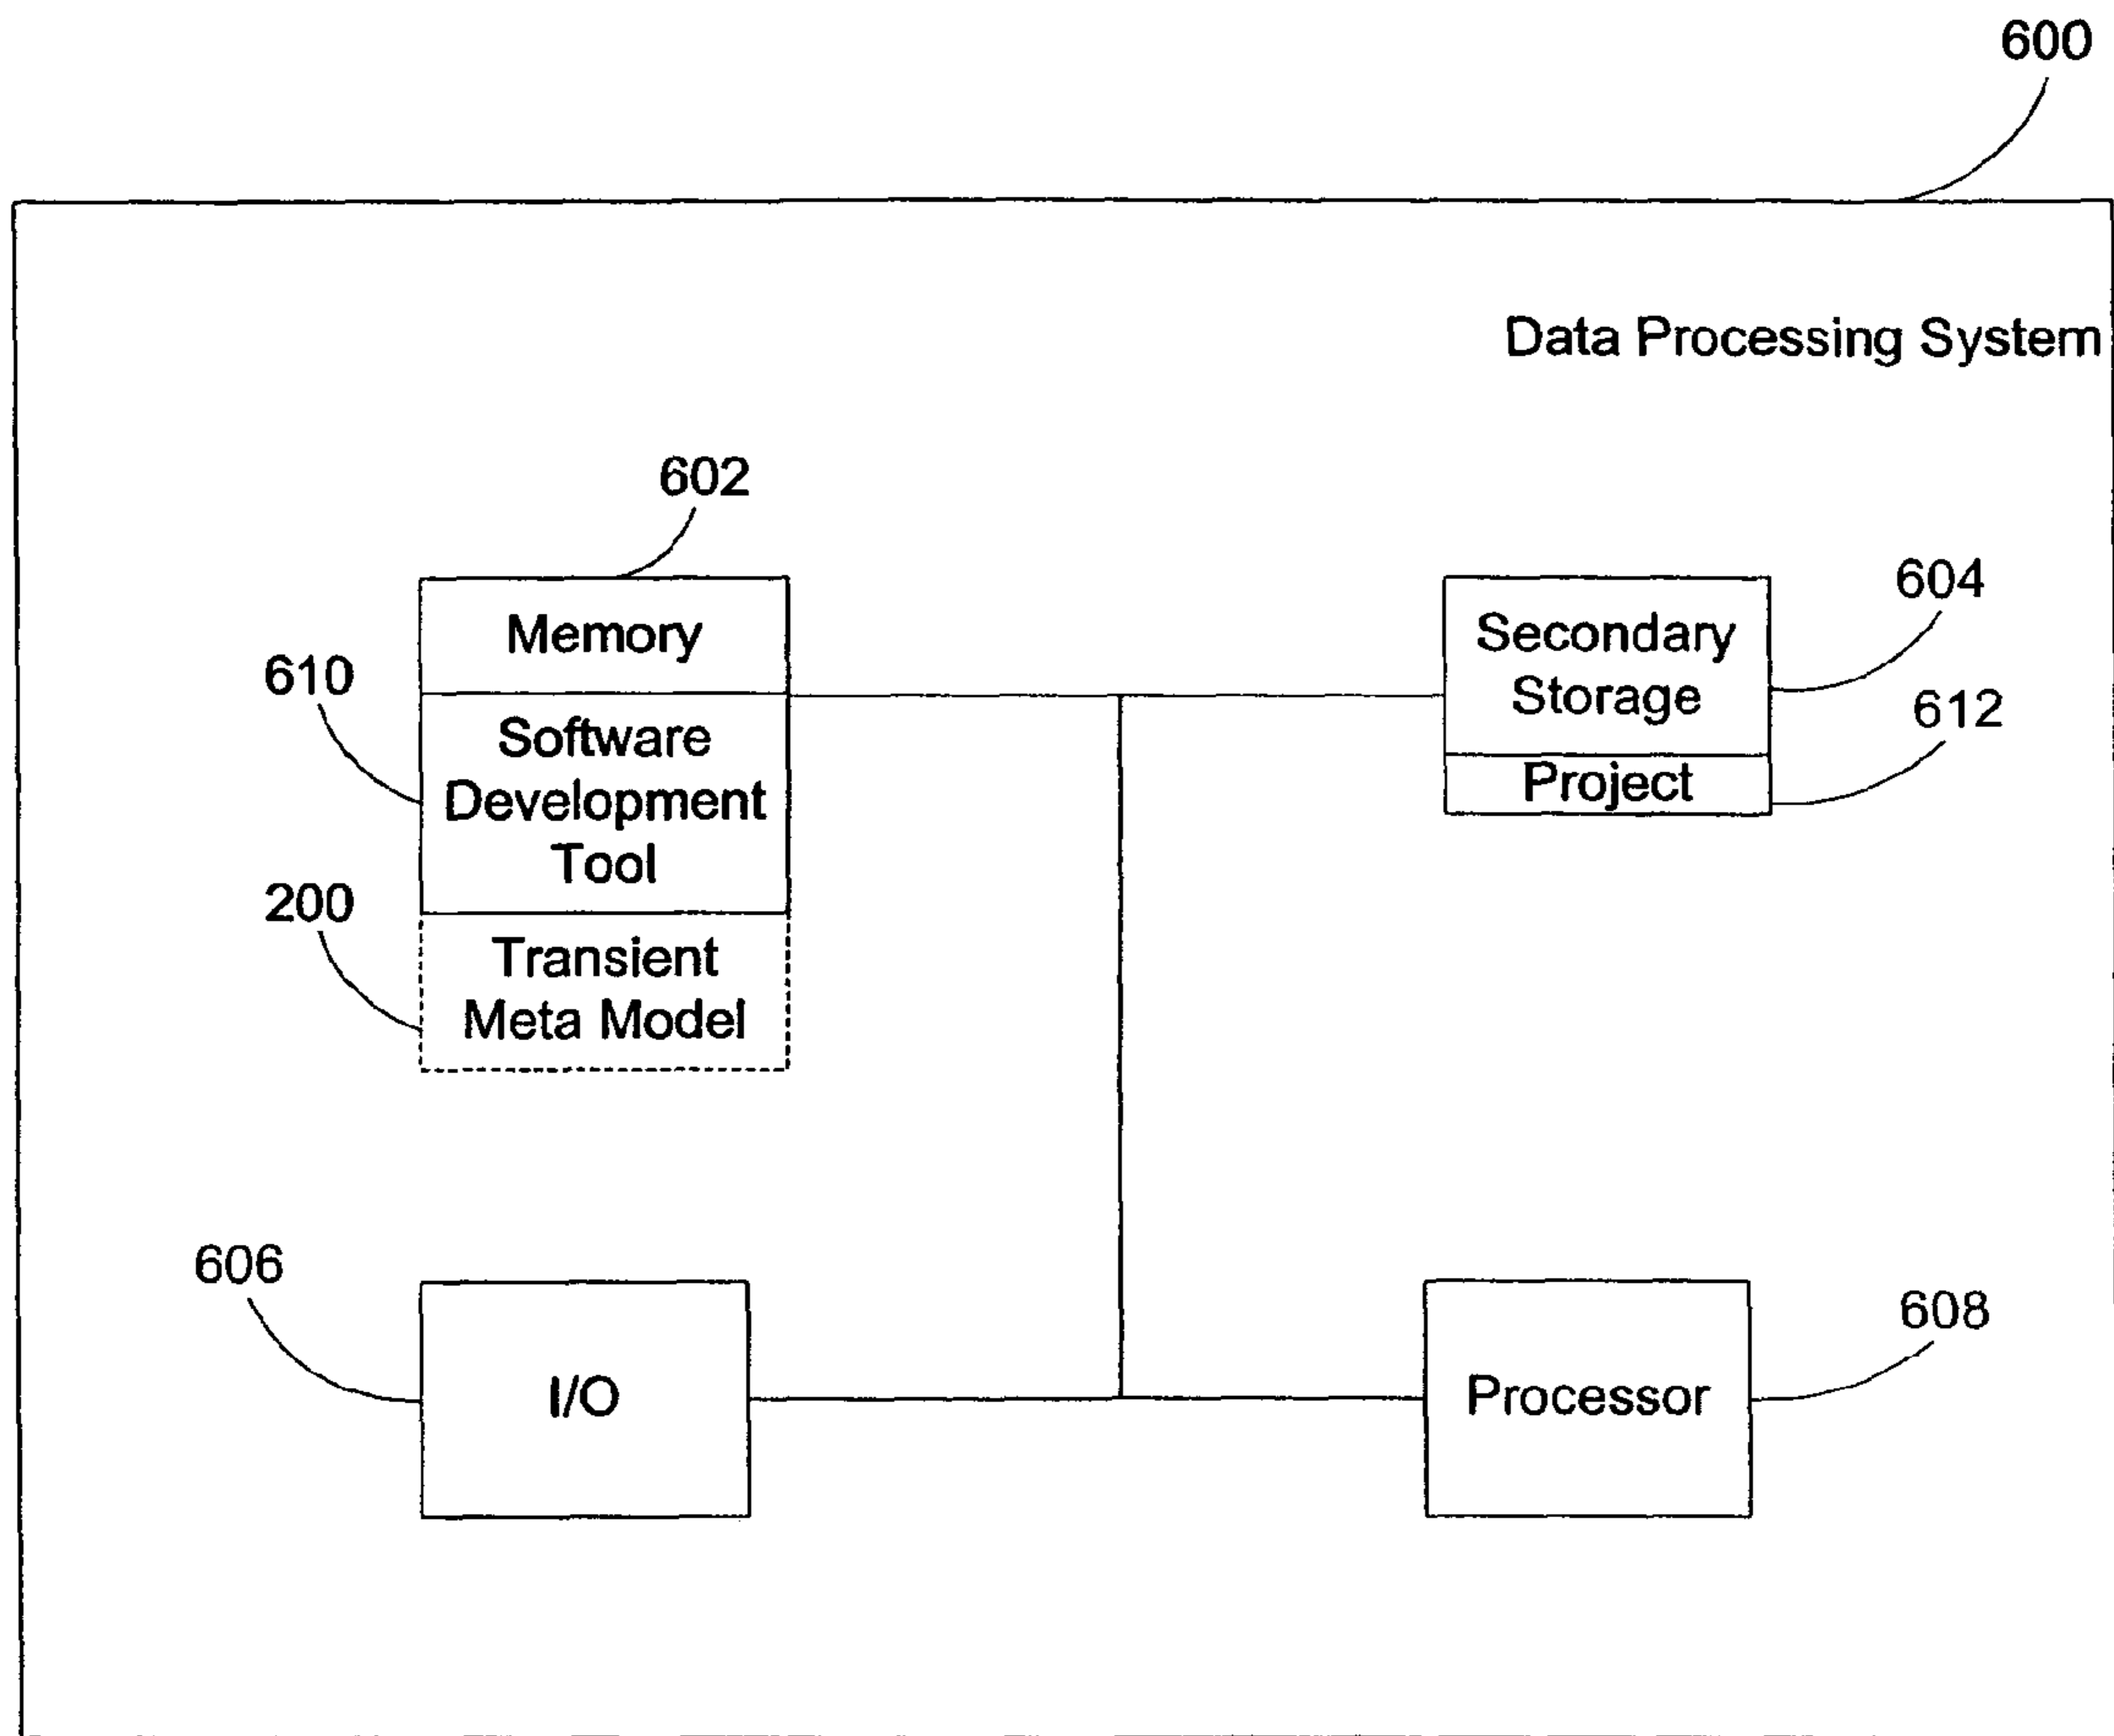 600
Data Processing System
602
Memory
610
Software
Development
Tool
200
Transient
Meta Model
604
Secondary
Storage
612
Project
606
I/O
608
Processor